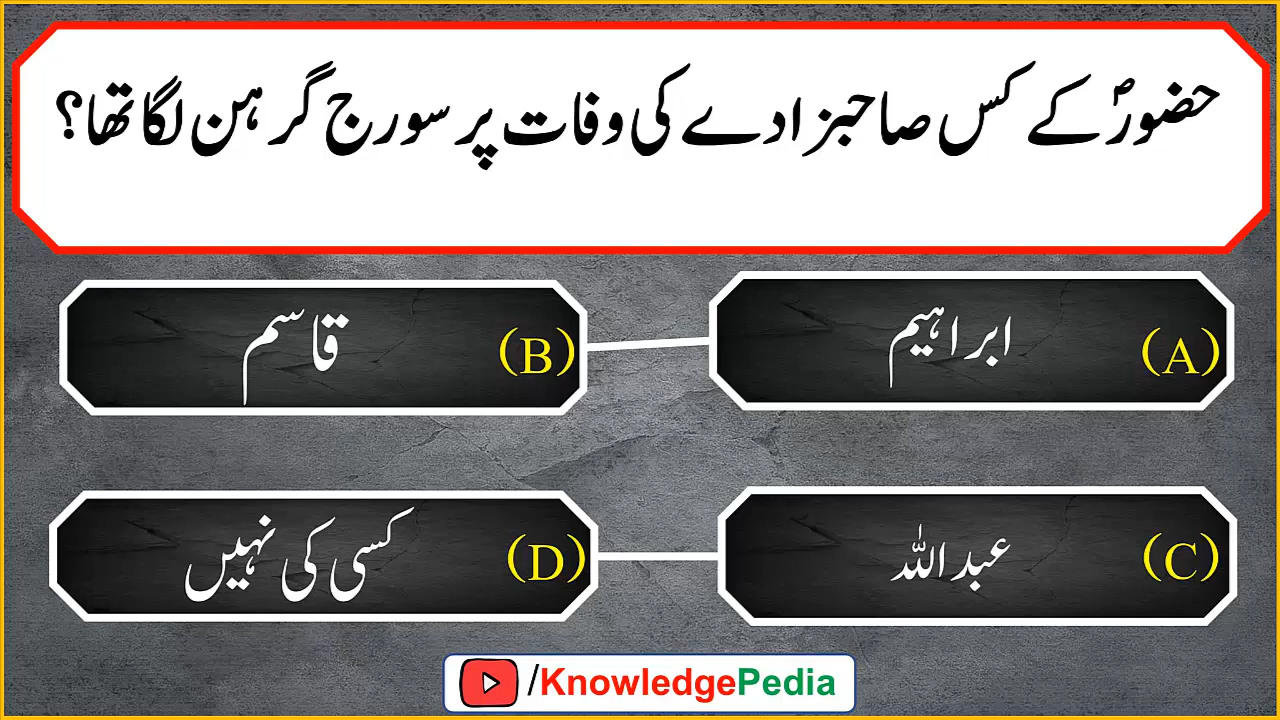 حضورؐ کے کس صاحبزادے کی وفات پر سورج گرہن لگا تھا؟
(A) ابراہیم
(B) قاسم
(C) عبداللہ
(D) کسی کی نہیں
/KnowledgePedia